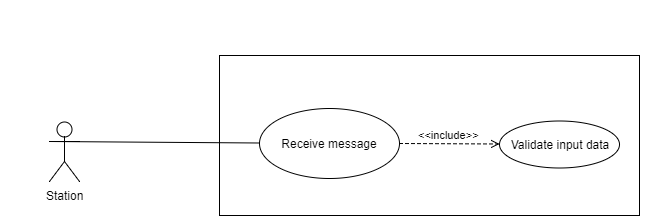 <<include>>
Receive message
Validate input data
Station